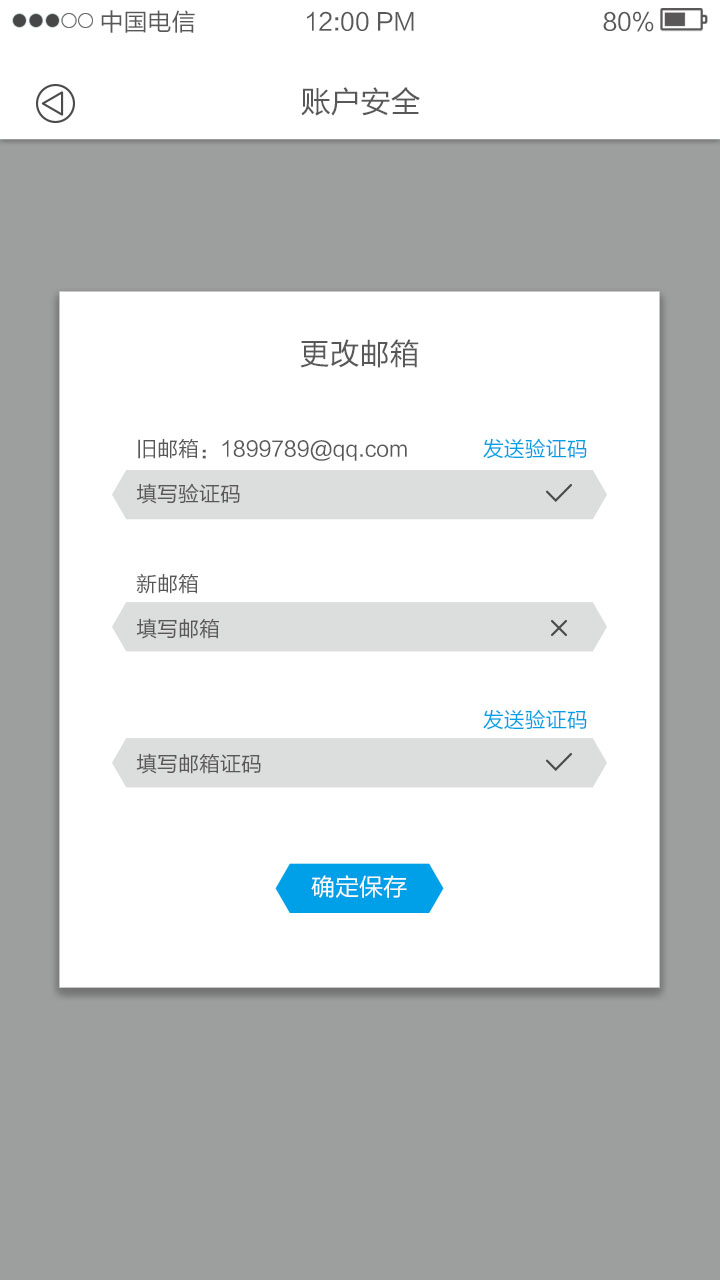 中国电信 12:00 PM 80%
账户安全
更改邮箱
旧邮箱：1899789@qq.com 发送验证码
填写验证码
新邮箱
填写邮箱
发送验证码
填写邮箱证码
确定保存